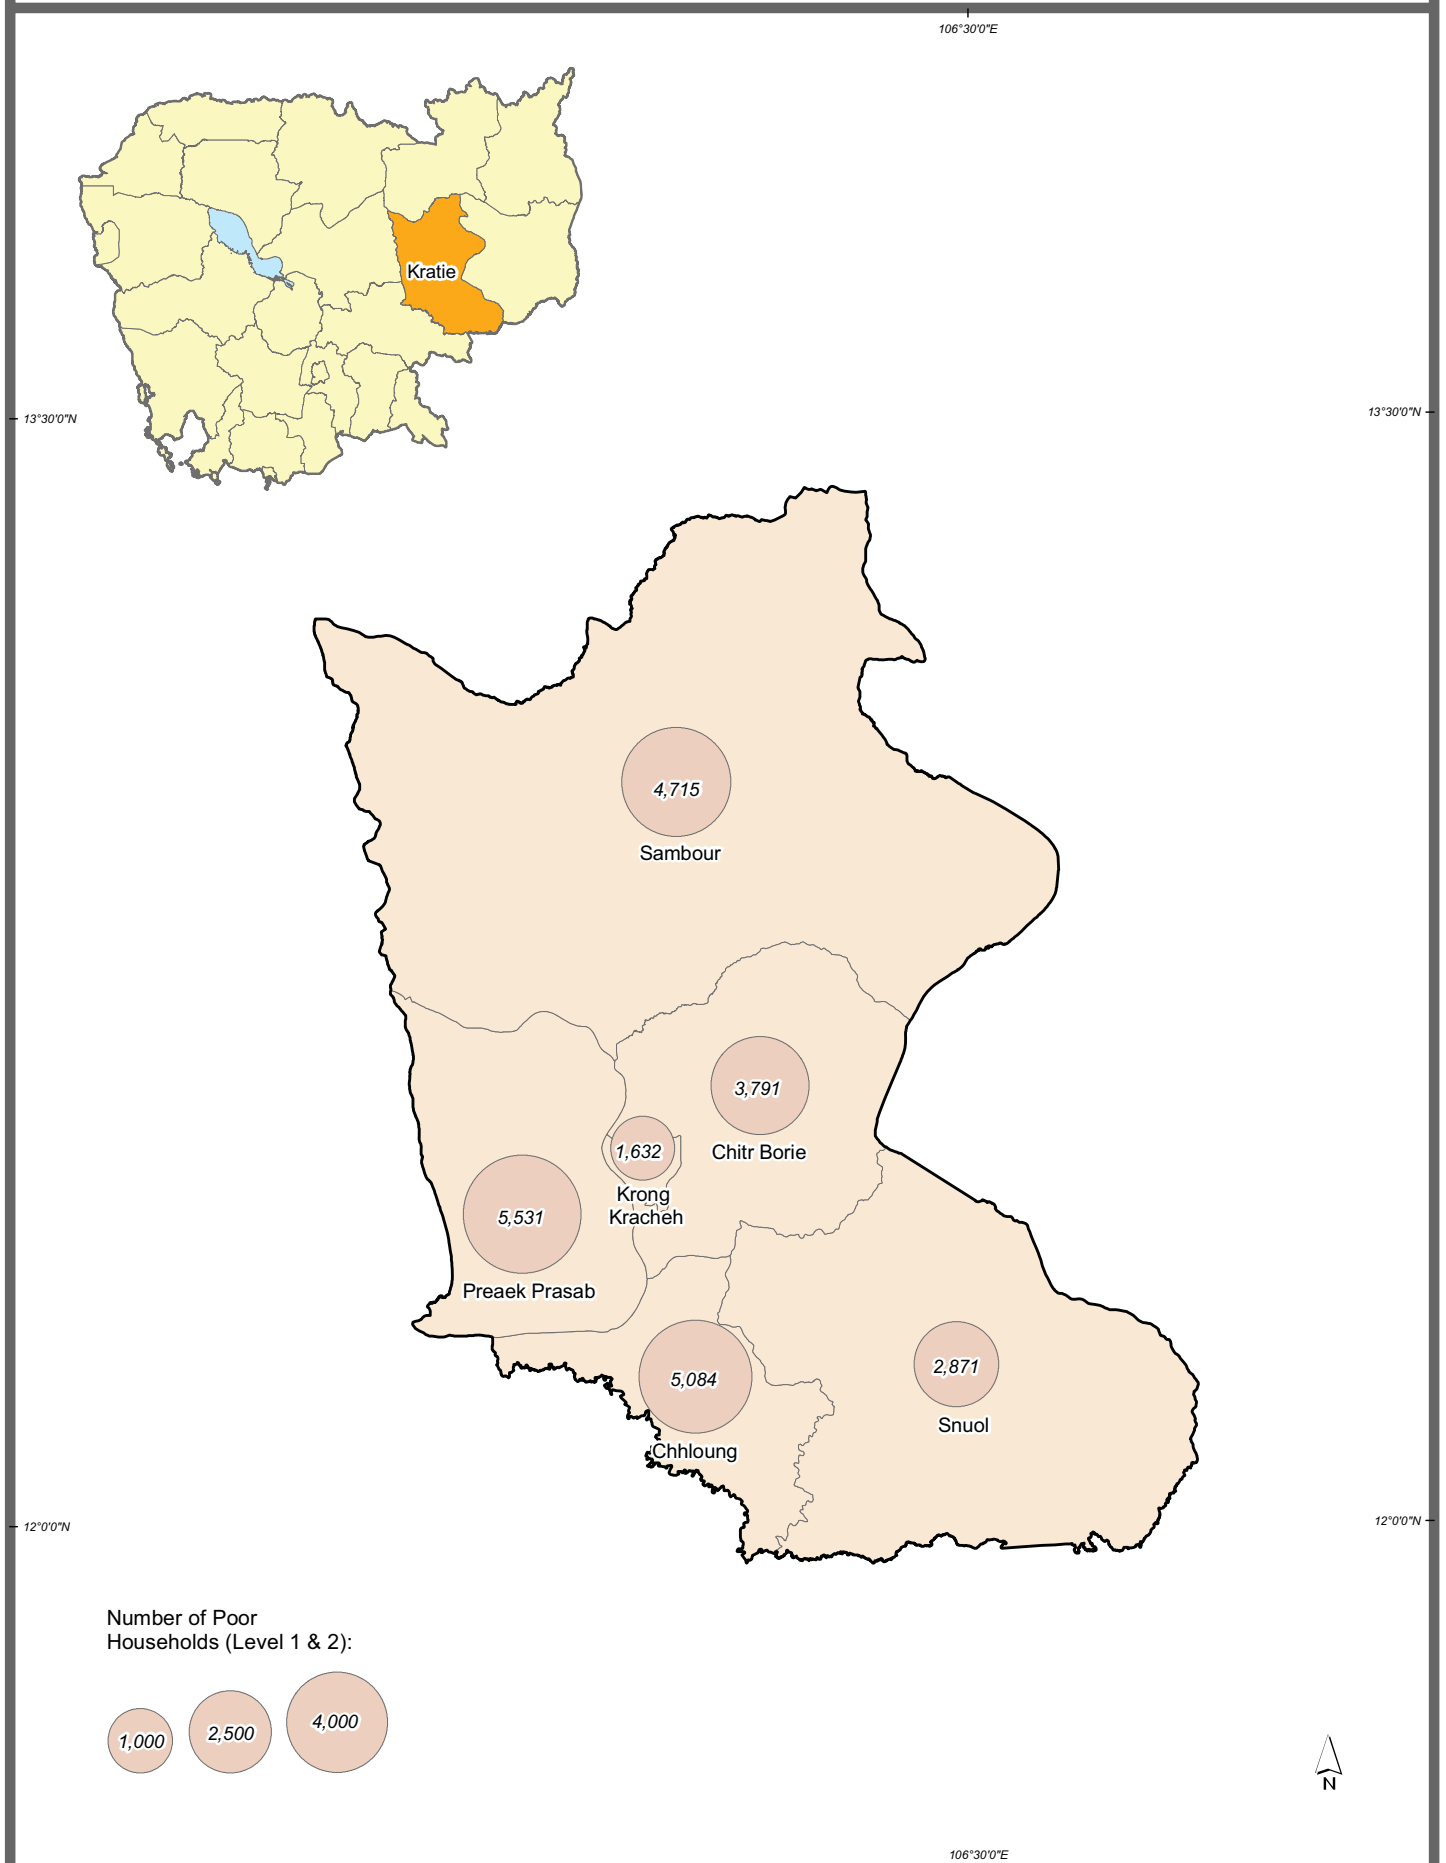 106°30'0"E
Kratie
13°30'0"N
13°30'0"N
4,715
Sambour
3,791
Chitr Borie
1,632
Krong
Kracheh
5,531
Preaek Prasab
5,084
Chhloung
2,871
Snuol
12°0'0"N
12°0'0"N
Number of Poor
Households (Level 1 & 2):
1,000
2,500
4,000
N
106°30'0"E